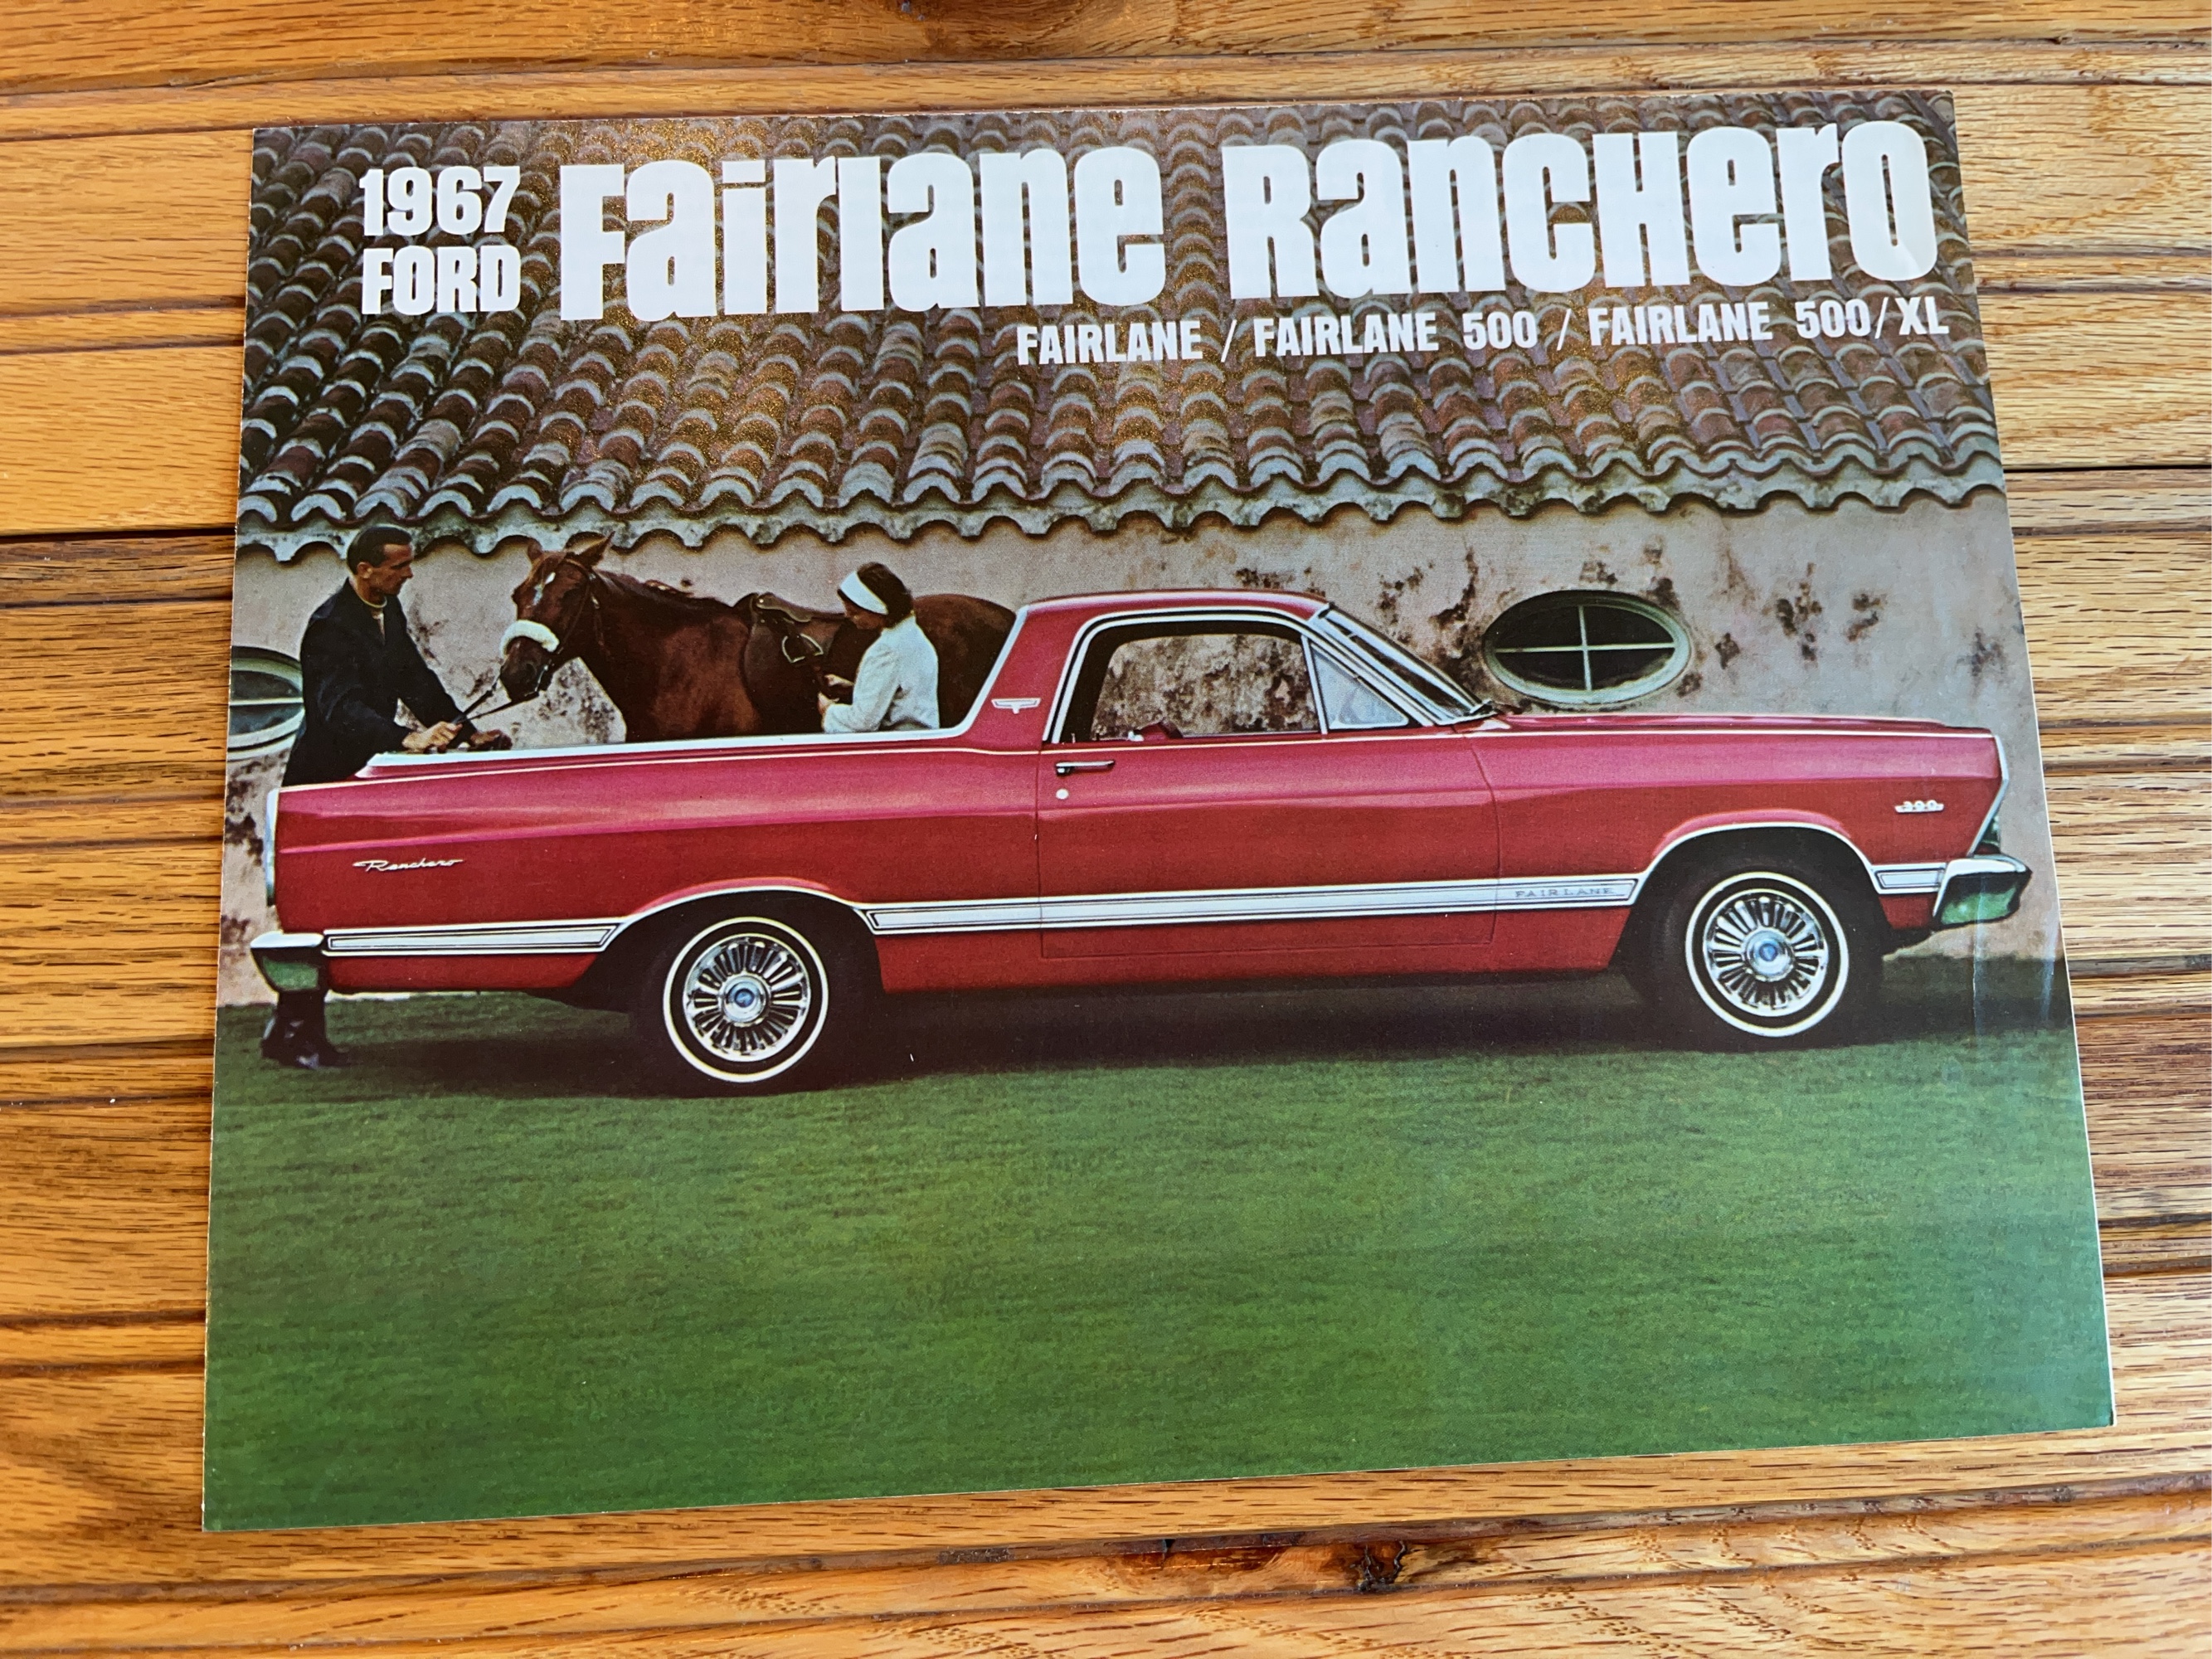 1967
FORD
Fairlane RancHero
FAIRLANE / FAIRLANE 500 / FAIRLANE 500/XL
Ranchero
FAIRLANE